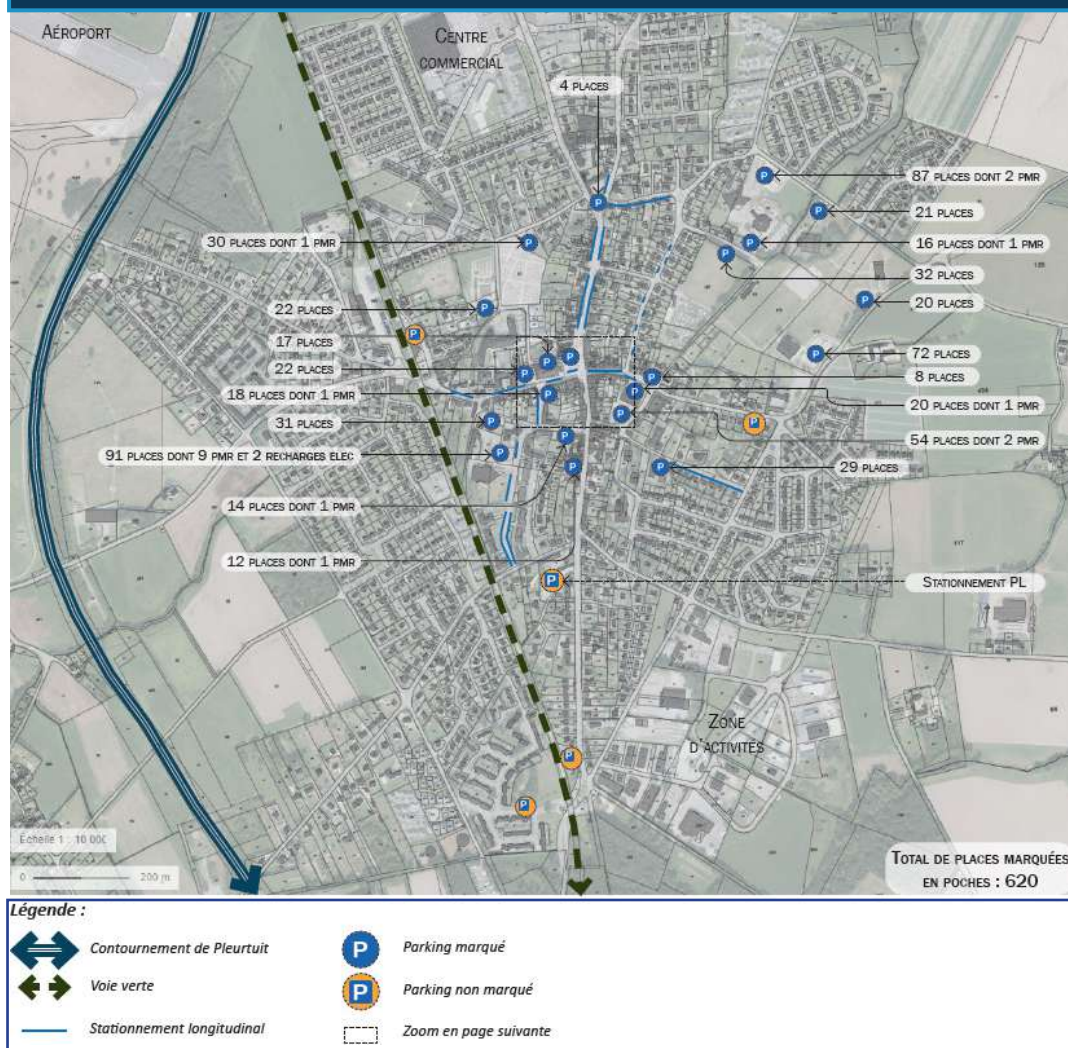 AÉROPORT
CENTRE
COMMERCIAL
4 PLACES
87 PLACES DONT 2 PMR
21 PLACES
30 PLACES DONT 1 PMR
16 PLACES DONT 1 PMR
32 PLACES
20 PLACES
22 PLACES
17 PLACES
72 PLACES
22 PLACES
8 PLACES
18 PLACES DONT 1 PMR
20 PLACES DONT 1 PMR
31 PLACES
54 PLACES DONT 2 PMR
91 PLACES DONT 9 PMR ET 2 RECHARGES ELEC
29 PLACES
14 PLACES DONT 1 PMR
12 PLACES DONT 1 PMR
STATIONNEMENT PL
ZONE
D'ACTIVITÉS
Échelle 1 : 10 000
0 200 m
TOTAL DE PLACES MARQUÉES
EN POCHES : 620
Légende :
Contournement de Pleurtuit
P Parking marqué
Voie verte
P Parking non marqué
Stationnement longitudinal
Zoom en page suivante